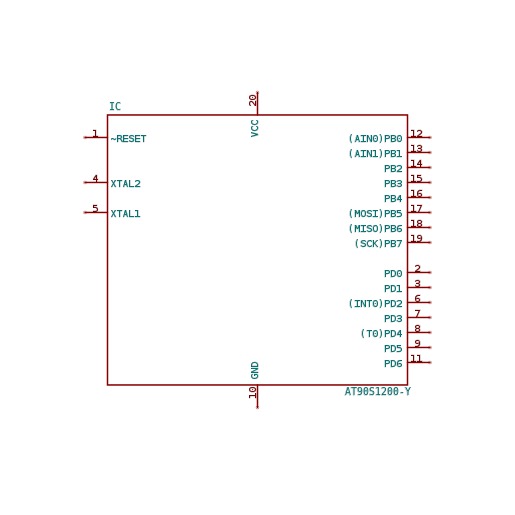 20
IC
VCC
1 ~RESET (AIN0)PB0 12
(AIN1)PB1 13
PB2 14
4 XTAL2 PB3 15
PB4 16
5 XTAL1 (MOSI)PB5 17
(MISO)PB6 18
(SCK)PB7 19
PD0 2
PD1 3
(INT0)PD2 6
PD3 7
(T0)PD4 8
PD5 9
GND PD6 11
10 AT90S1200-Y